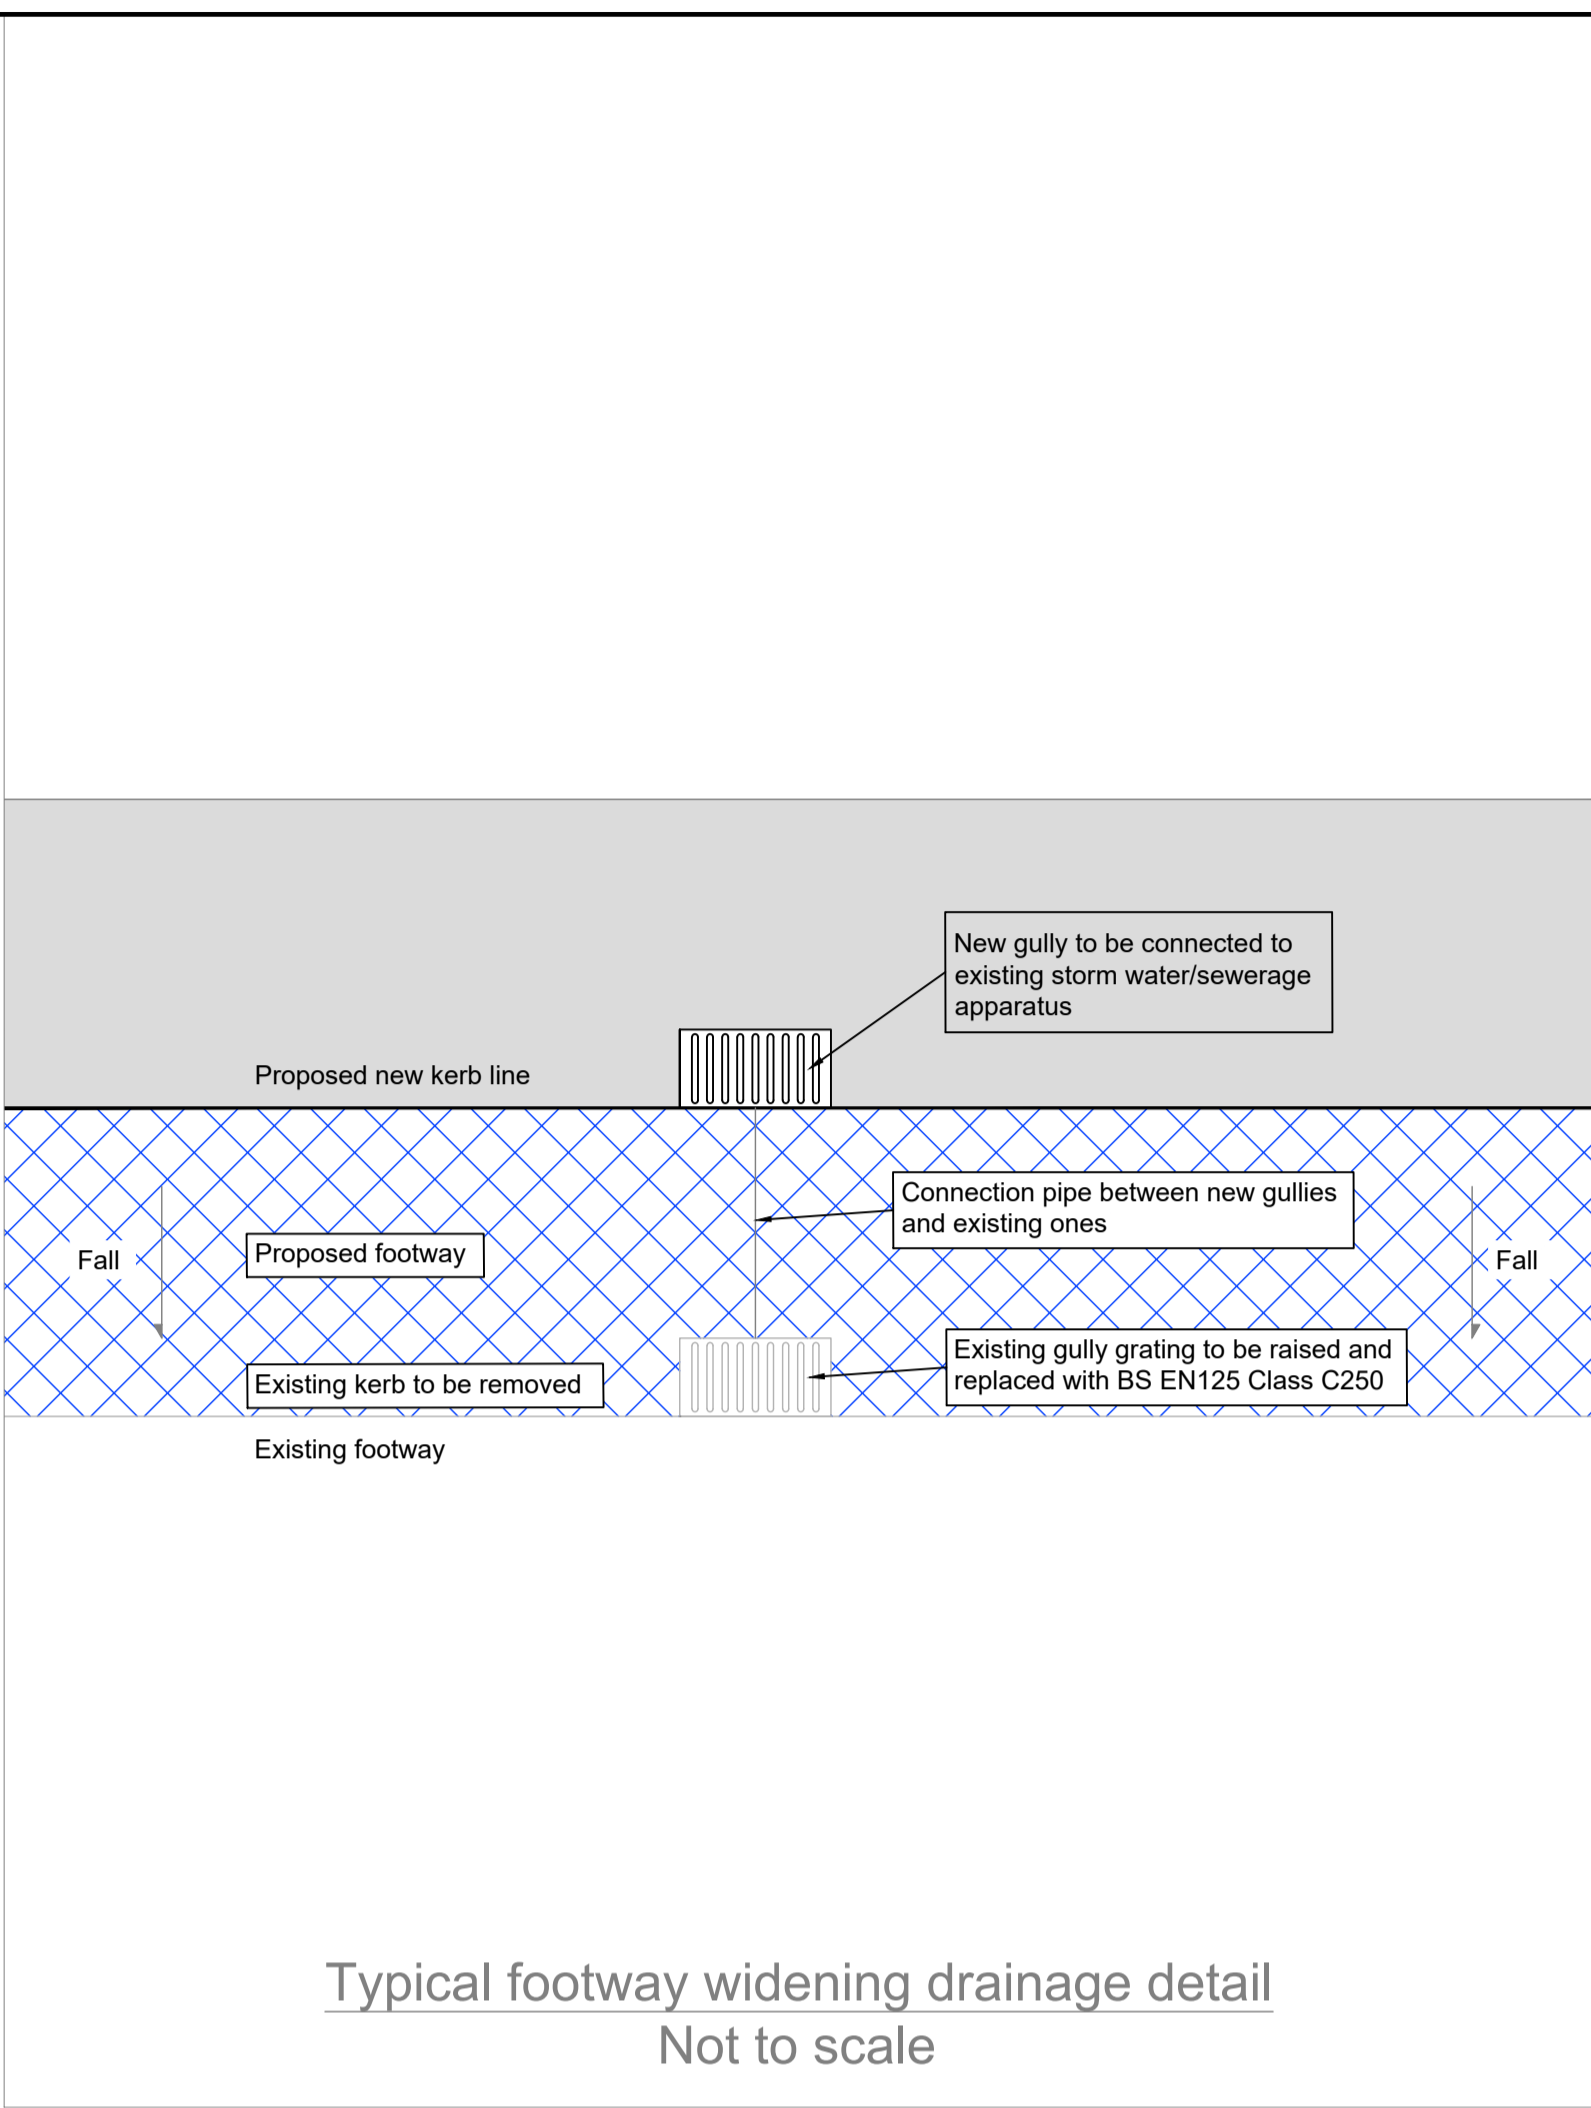 New gully to be connected to
existing storm water/sewerage
apparatus
Proposed new kerb line
Connection pipe between new gullies
and existing ones
Fall
Proposed footway
Fall
Existing gully grating to be raised and
replaced with BS EN125 Class C250
Existing kerb to be removed
Existing footway
Typical footway widening drainage detail
Not to scale